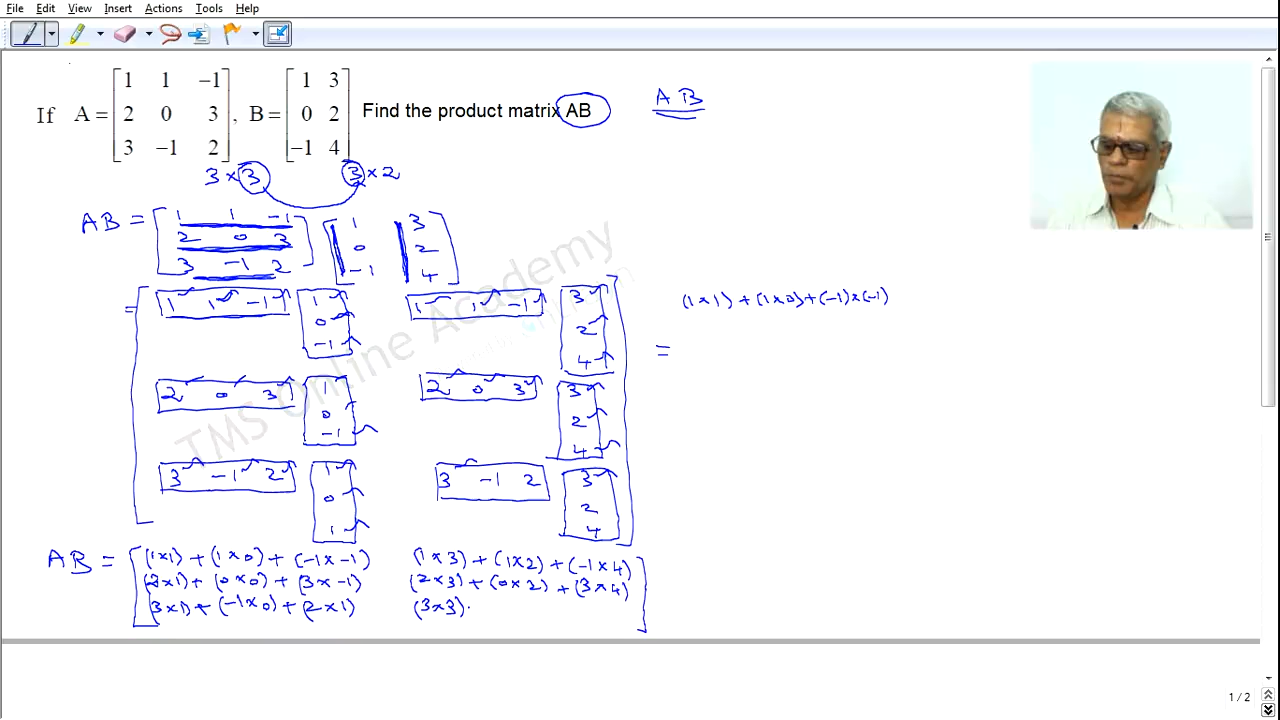 File Edit View Insert Actions Tools Help
If A = [1 1 −1; 2 0 3; 3 −1 2], B = [1 3; 0 2; −1 4] Find the product matrix AB
AB
3 × 3 3 × 2
AB = [1 1 -1; 2 0 3; 3 -1 2] [1 3; 0 2; -1 4]
= [ 1 1 -1 1 1 1 -1 3
0 2
-1 4
2 0 3 1 2 0 3 3
0 2
-1 4
3 -1 2 1 3 -1 2 3
0 2
1 4 ]
(1×1) + (1×0) + (-1)×(-1)
=
AB = [ (1×1) + (1×0) + (-1×-1) (1×3) + (1×2) + (-1×4)
(2×1) + (0×0) + (3×-1) (2×3) + (0×2) + (3×4)
(3×1) + (-1×0) + (2×1) (3×3) ]
TMS Online Academy
1 / 2